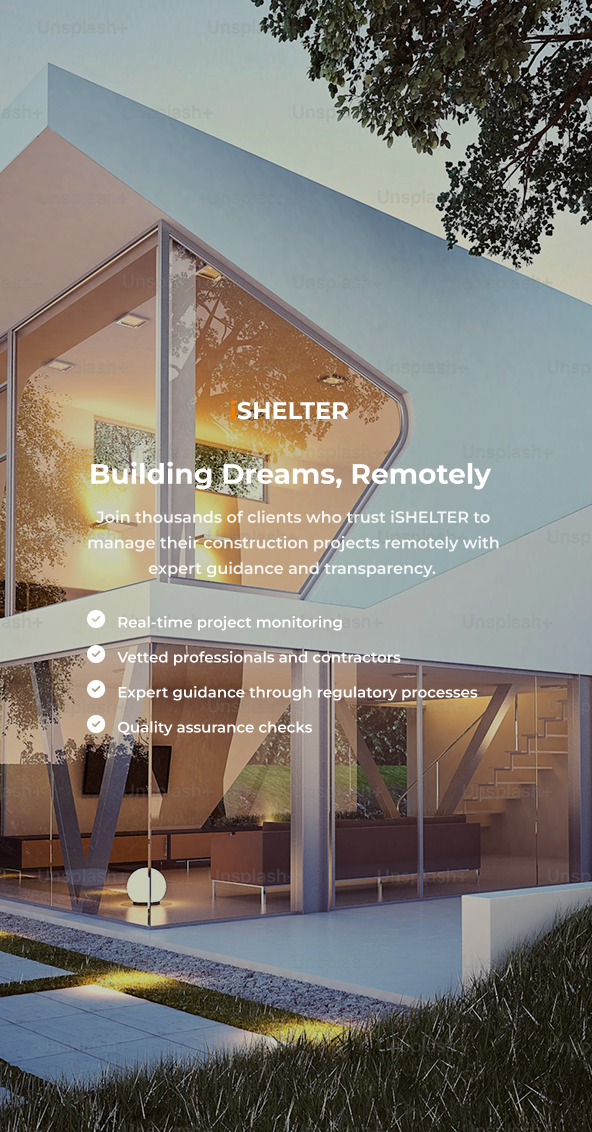 iSHELTER
Building Dreams, Remotely
Join thousands of clients who trust iSHELTER to
manage their construction projects remotely with
expert guidance and transparency.
Real-time project monitoring
Vetted professionals and contractors
Expert guidance through regulatory processes
Quality assurance checks
Unsplash+